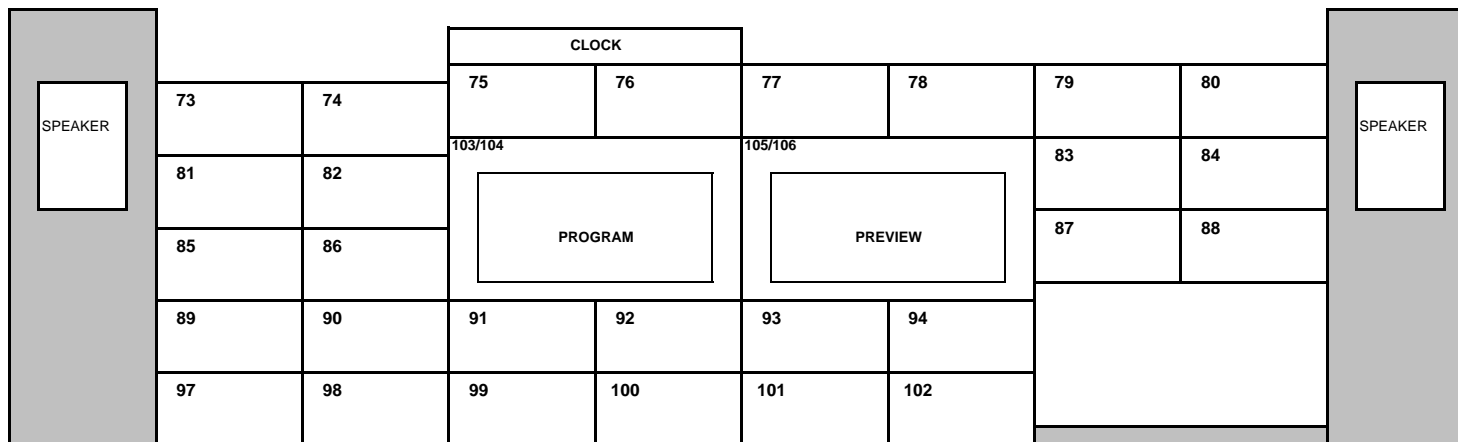 CLOCK
75 76 77 78 79 80
73 74
SPEAKER SPEAKER
103/104 105/106
83 84
81 82
87 88
PROGRAM PREVIEW
85 86
89 90 91 92 93 94
97 98 99 100 101 102